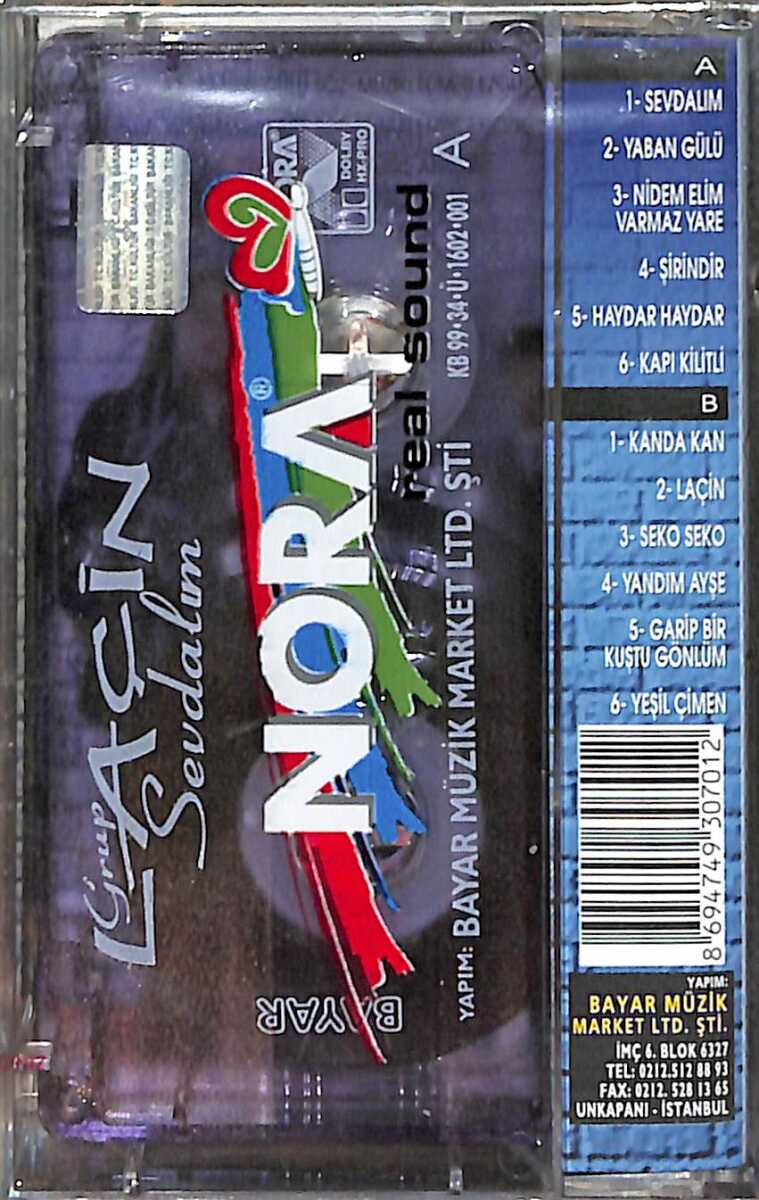 Grup
LAÇİN
Sevdalım
NORA
®
real sound
DOLBY
HX-PRO
KB•99•34•Ü•1602•001
A
YAPIM: BAYAR MÜZİK MARKET LTD. ŞTİ
BAYAR
A
1- SEVDALIM
2- YABAN GÜLÜ
3- NİDEM ELİM
VARMAZ YARE
4- ŞİRİNDİR
5- HAYDAR HAYDAR
6- KAPI KİLİTLİ
B
1- KANDA KAN
2- LAÇİN
3- SEKO SEKO
4- YANDIM AYŞE
5- GARİP BİR
KUŞTU GÖNLÜM
6- YEŞİL ÇİMEN
8 694749 307012
YAPIM:
BAYAR MÜZİK
MARKET LTD. ŞTİ.
İMÇ 6. BLOK 6327
TEL: 0212.512 88 93
FAX: 0212. 528 13 65
UNKAPANI - İSTANBUL